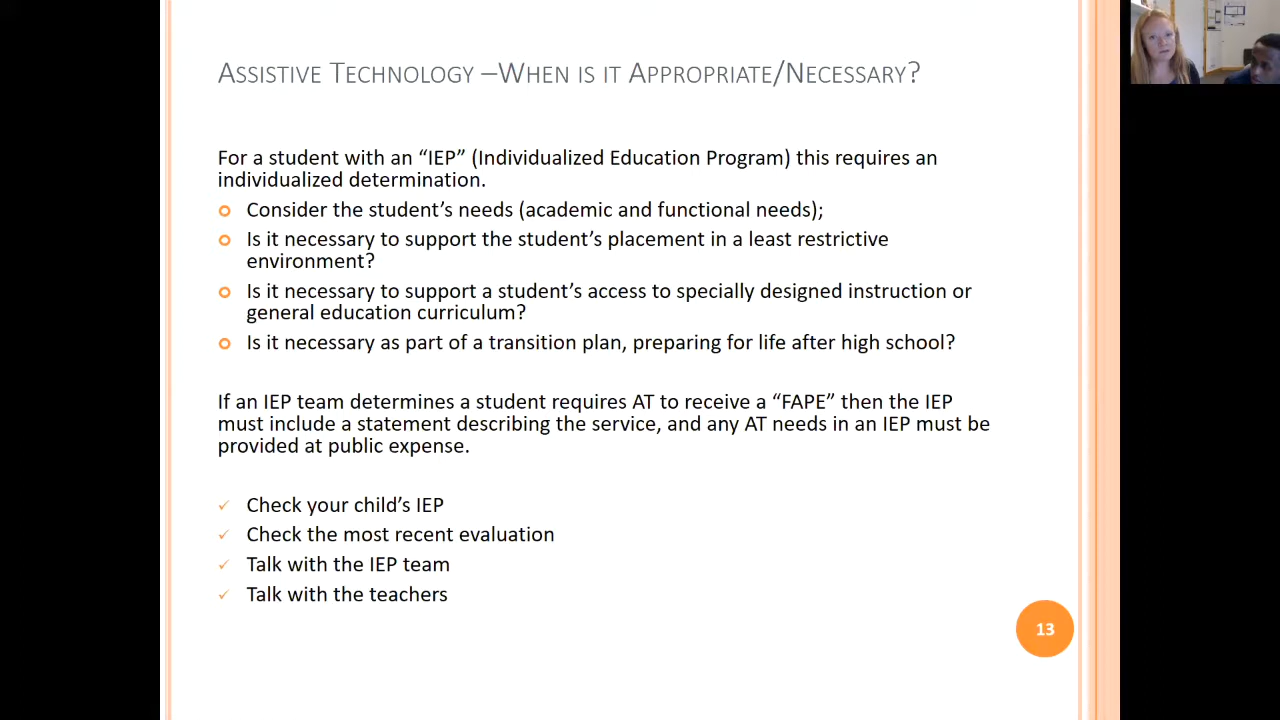 Assistive Technology –When is it Appropriate/Necessary?
For a student with an “IEP” (Individualized Education Program) this requires an
individualized determination.
Consider the student’s needs (academic and functional needs);
Is it necessary to support the student’s placement in a least restrictive
environment?
Is it necessary to support a student’s access to specially designed instruction or
general education curriculum?
Is it necessary as part of a transition plan, preparing for life after high school?
If an IEP team determines a student requires AT to receive a “FAPE” then the IEP
must include a statement describing the service, and any AT needs in an IEP must be
provided at public expense.
✓ Check your child’s IEP
✓ Check the most recent evaluation
✓ Talk with the IEP team
✓ Talk with the teachers
13